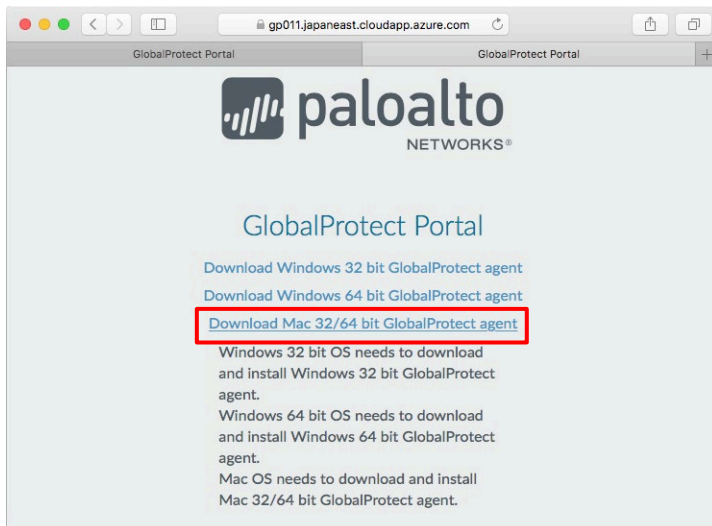 gp011.japaneast.cloudapp.azure.com
GlobalProtect Portal
GlobalProtect Portal
paloalto
NETWORKS®
GlobalProtect Portal
Download Windows 32 bit GlobalProtect agent
Download Windows 64 bit GlobalProtect agent
Download Mac 32/64 bit GlobalProtect agent
Windows 32 bit OS needs to download
and install Windows 32 bit GlobalProtect
agent.
Windows 64 bit OS needs to download
and install Windows 64 bit GlobalProtect
agent.
Mac OS needs to download and install
Mac 32/64 bit GlobalProtect agent.